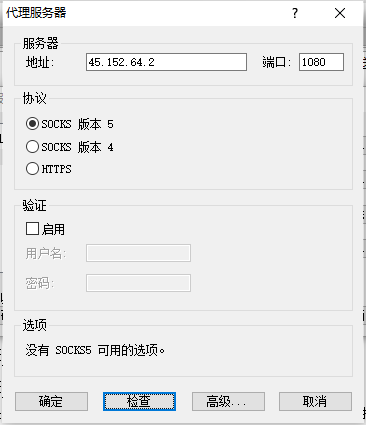 代理服务器
服务器
地址: 45.152.64.2 端口: 1080
协议
SOCKS 版本 5
SOCKS 版本 4
HTTPS
验证
启用
用户名:
密码:
选项
没有 SOCKS5 可用的选项。
确定 检查 高级... 取消